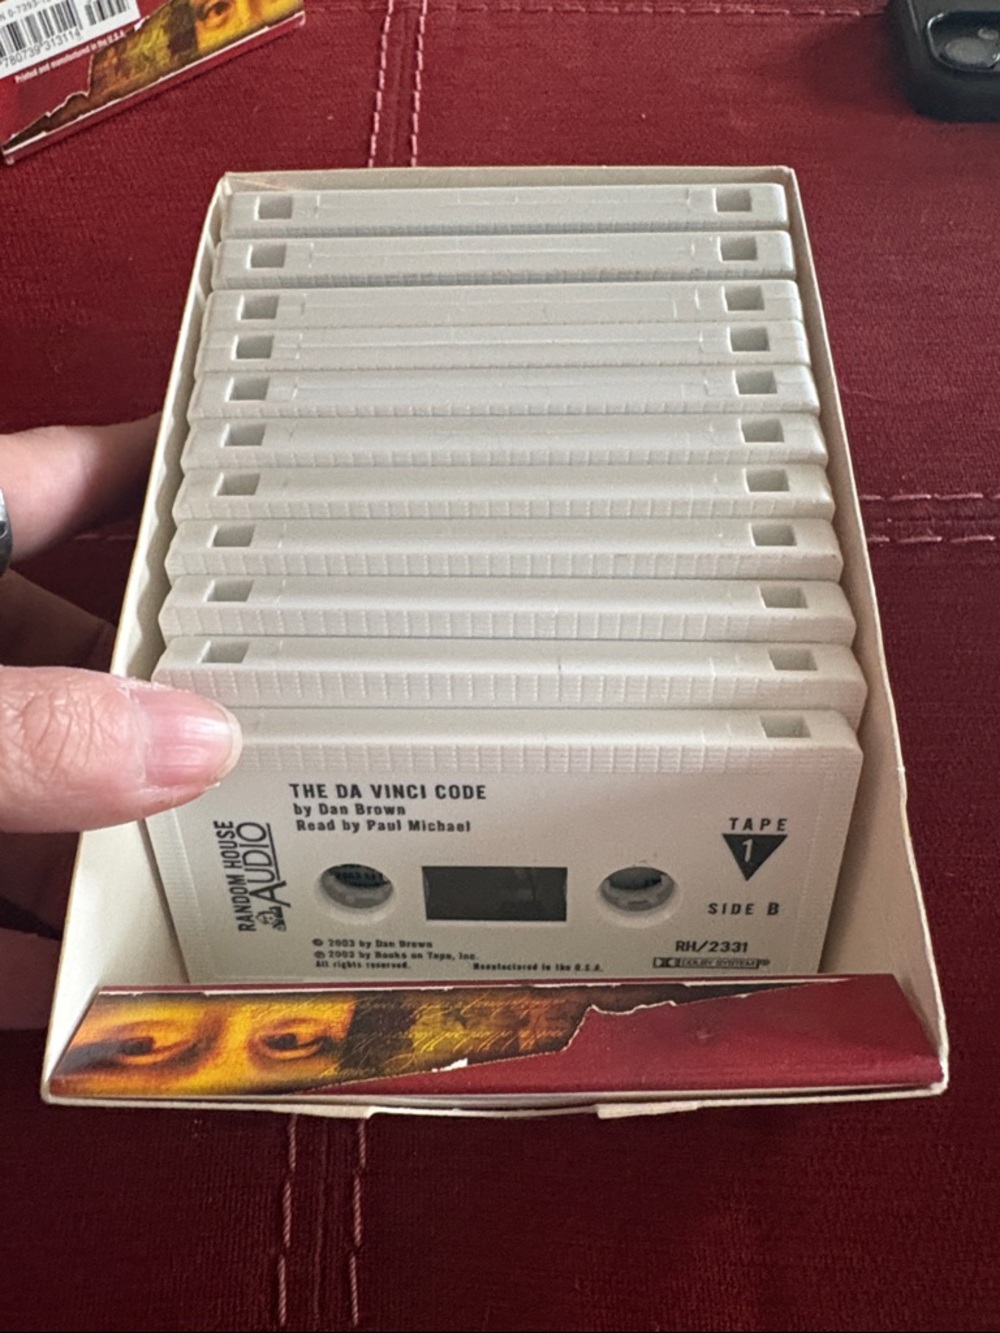 780739"313114
Printed and manufactured in the U.S.A.
THE DA VINCI CODE
by Dan Brown
Read by Paul Michael
RANDOM HOUSE
AUDIO
TAPE
1
SIDE B
© 2003 by Dan Brown
℗ 2003 by Books on Tape, Inc.
All rights reserved.
Manufactured in the U.S.A.
RH/2331
DOLBY SYSTEM®